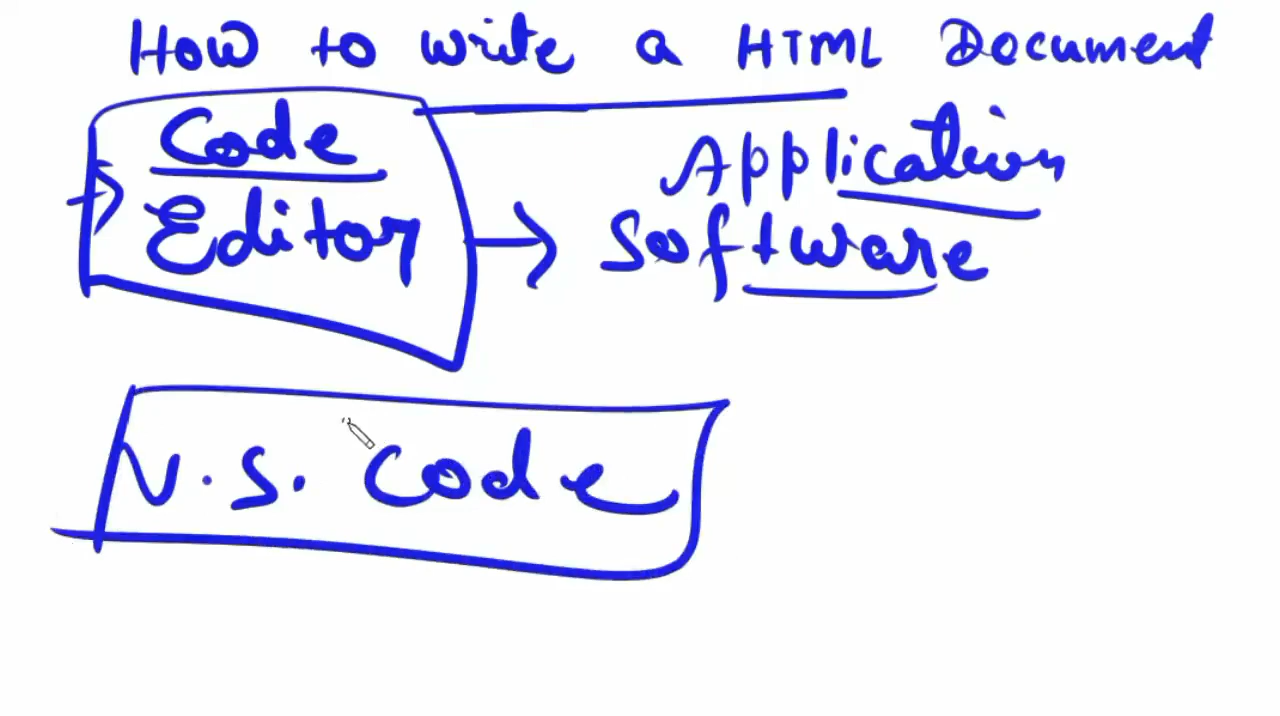 How to write a HTML Document
Code
Editor
Application
Software
V.S. Code